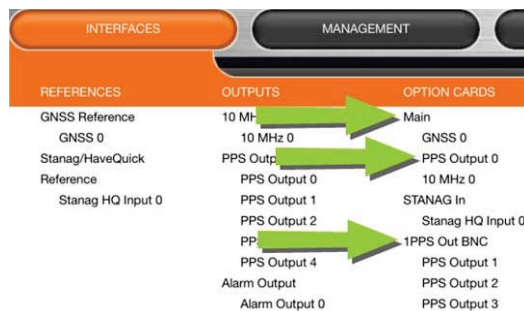 INTERFACES
MANAGEMENT
REFERENCES
GNSS Reference
GNSS 0
Stanag/HaveQuick
Reference
Stanag HQ Input 0
OUTPUTS
10 MHz 0
PPS Output 0
PPS Output 1
PPS Output 2
PPS Output 4
Alarm Output
Alarm Output 0
OPTION CARDS
Main
GNSS 0
PPS Output 0
10 MHz 0
STANAG In
Stanag HQ Input 0
1PPS Out BNC
PPS Output 1
PPS Output 2
PPS Output 3